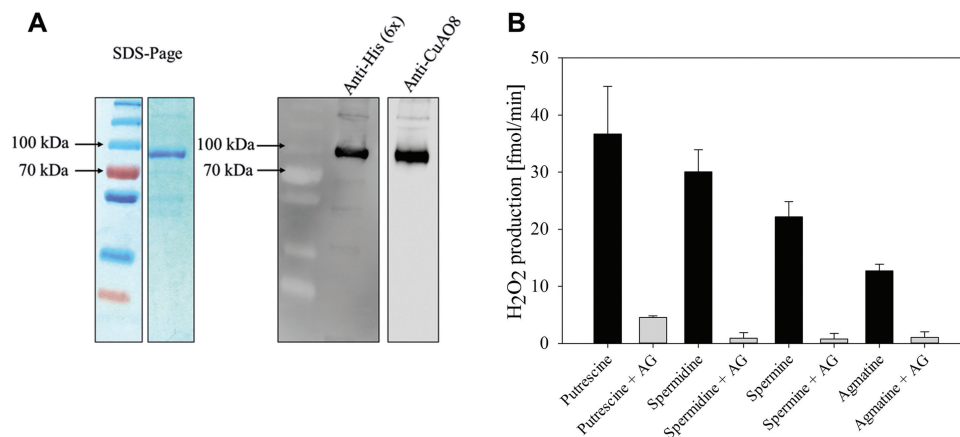 A
SDS-Page
100 kDa
70 kDa
100 kDa
70 kDa
Anti-His (6x)
Anti-CuAO8
B
H₂O₂ production [fmol/min]
50
40
30
20
10
0
Putrescine
Putrescine + AG
Spermidine
Spermidine + AG
Spermine
Spermine + AG
Agmatine
Agmatine + AG